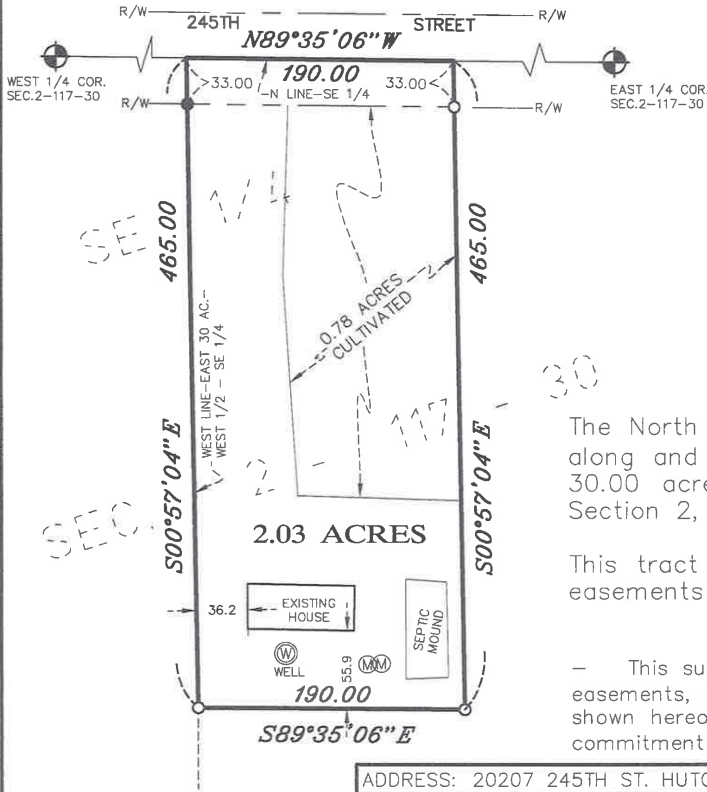 R/W
R/W
245TH STREET
N89°35'06"W
190.00
WEST 1/4 COR.
SEC.2-117-30
EAST 1/4 COR.
SEC.2-117-30
33.00
33.00
N LINE-SE 1/4
R/W
R/W
SE 1/4
465.00
465.00
0.78 ACRES
CULTIVATED
WEST LINE-EAST 30 AC.-
WEST 1/2 - SE 1/4
SEC. 2 - 117 - 30
S00°57'04"E
S00°57'04"E
The North
along and
30.00 acre
Section 2,
2.03 ACRES
This tract
easements
36.2
EXISTING
HOUSE
SEPTIC
MOUND
W
WELL
55.9
M M
190.00
S89°35'06"E
- This su
easements,
shown hereo
commitment
ADDRESS: 20207 245TH ST. HUTC